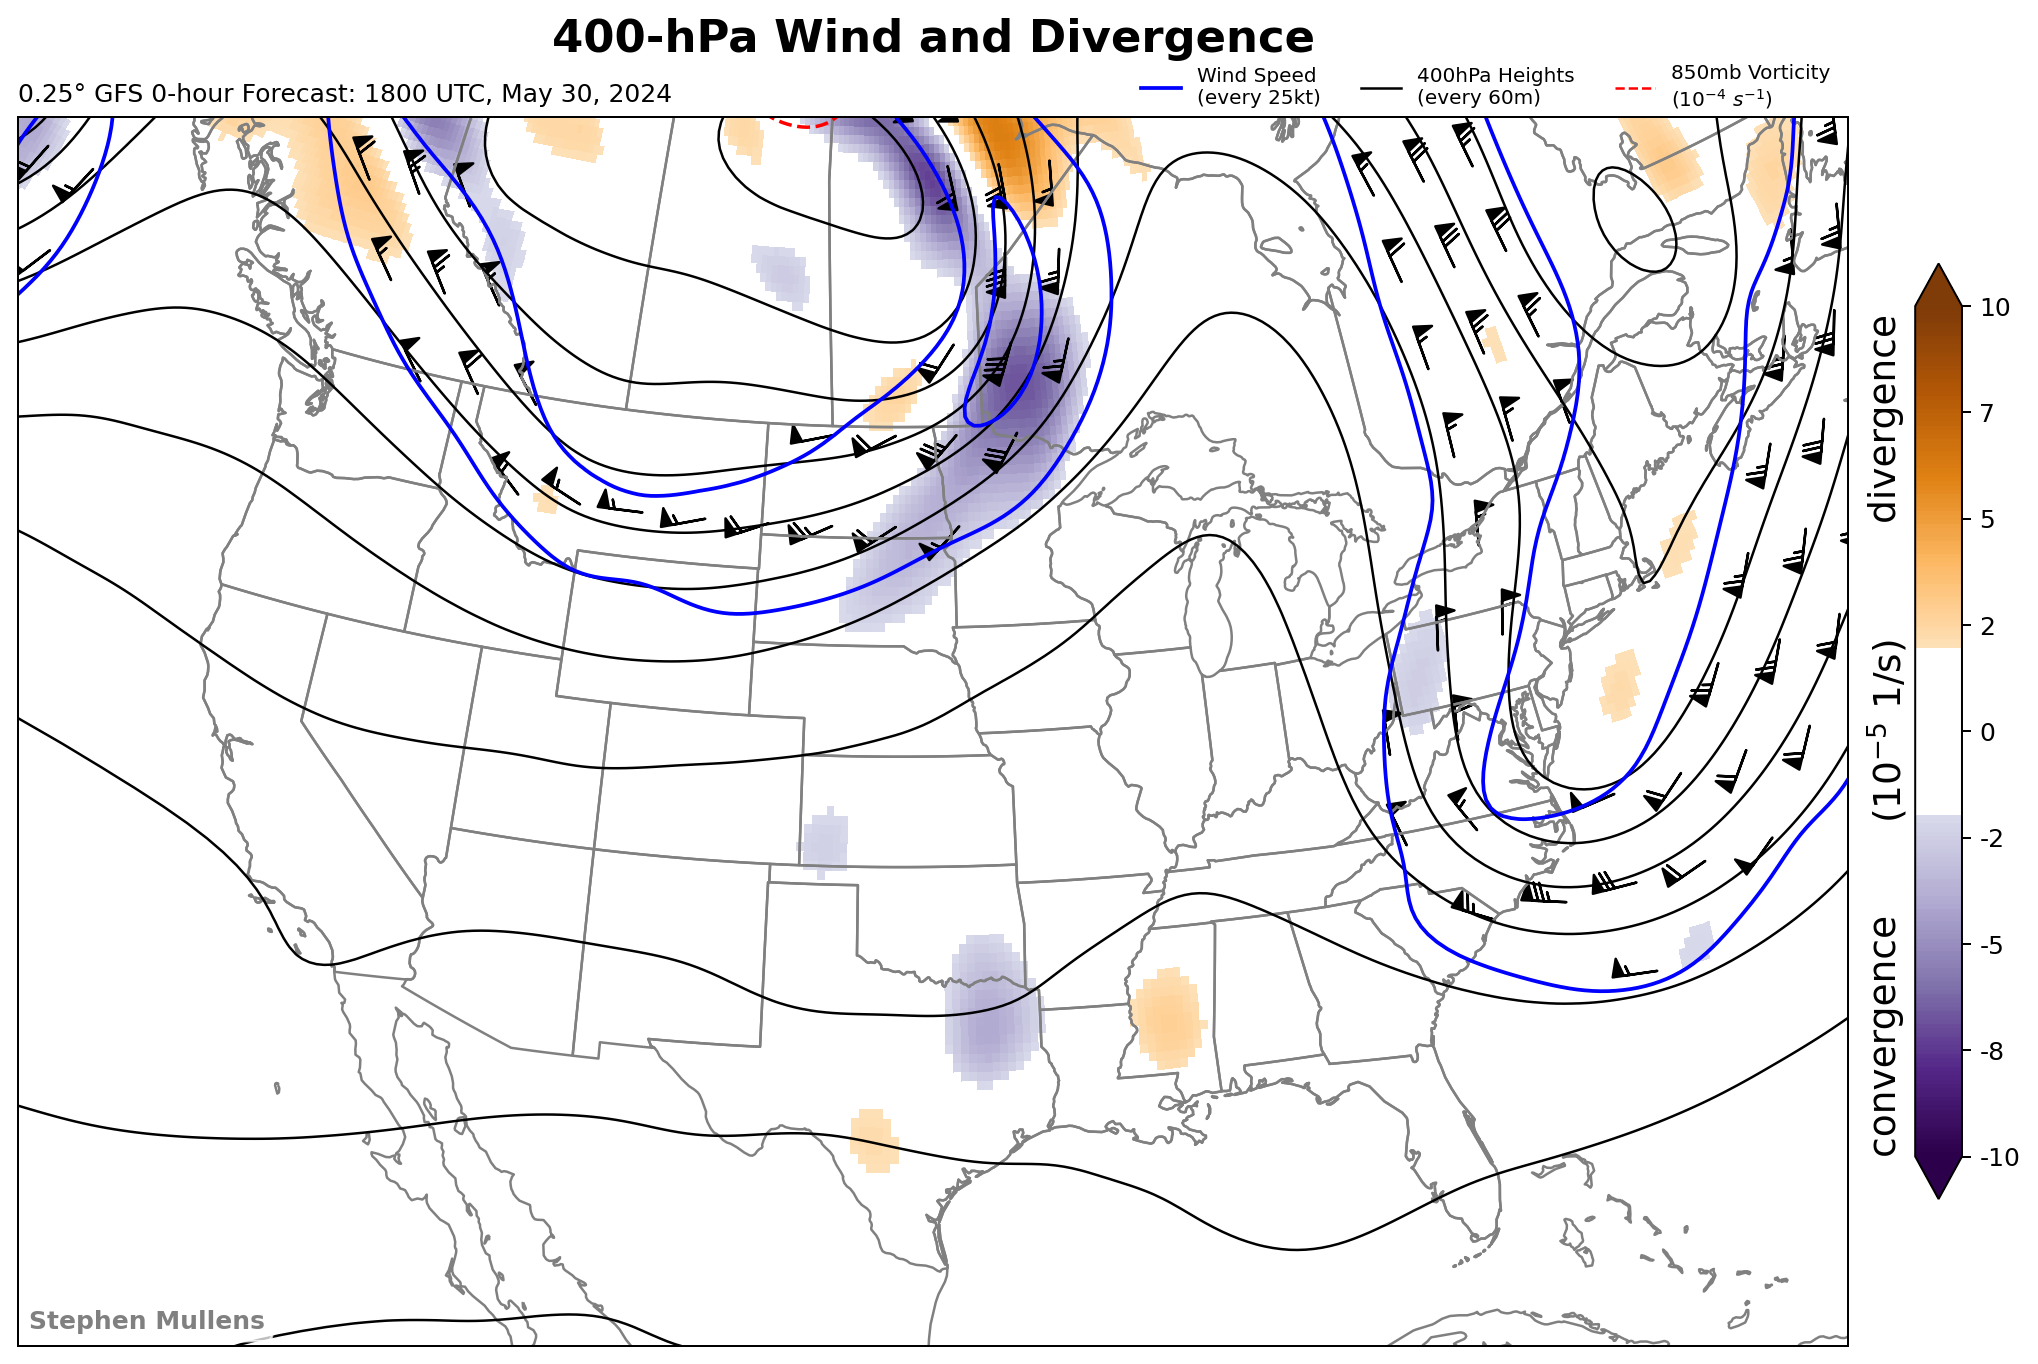 400-hPa Wind and Divergence
0.25° GFS 0-hour Forecast: 1800 UTC, May 30, 2024
Wind Speed
(every 25kt)
400hPa Heights
(every 60m)
850mb Vorticity
(10⁻⁴ s⁻¹)
10
7
5
2
0
-2
-5
-8
-10
convergence (10⁻⁵ 1/s) divergence
Stephen Mullens